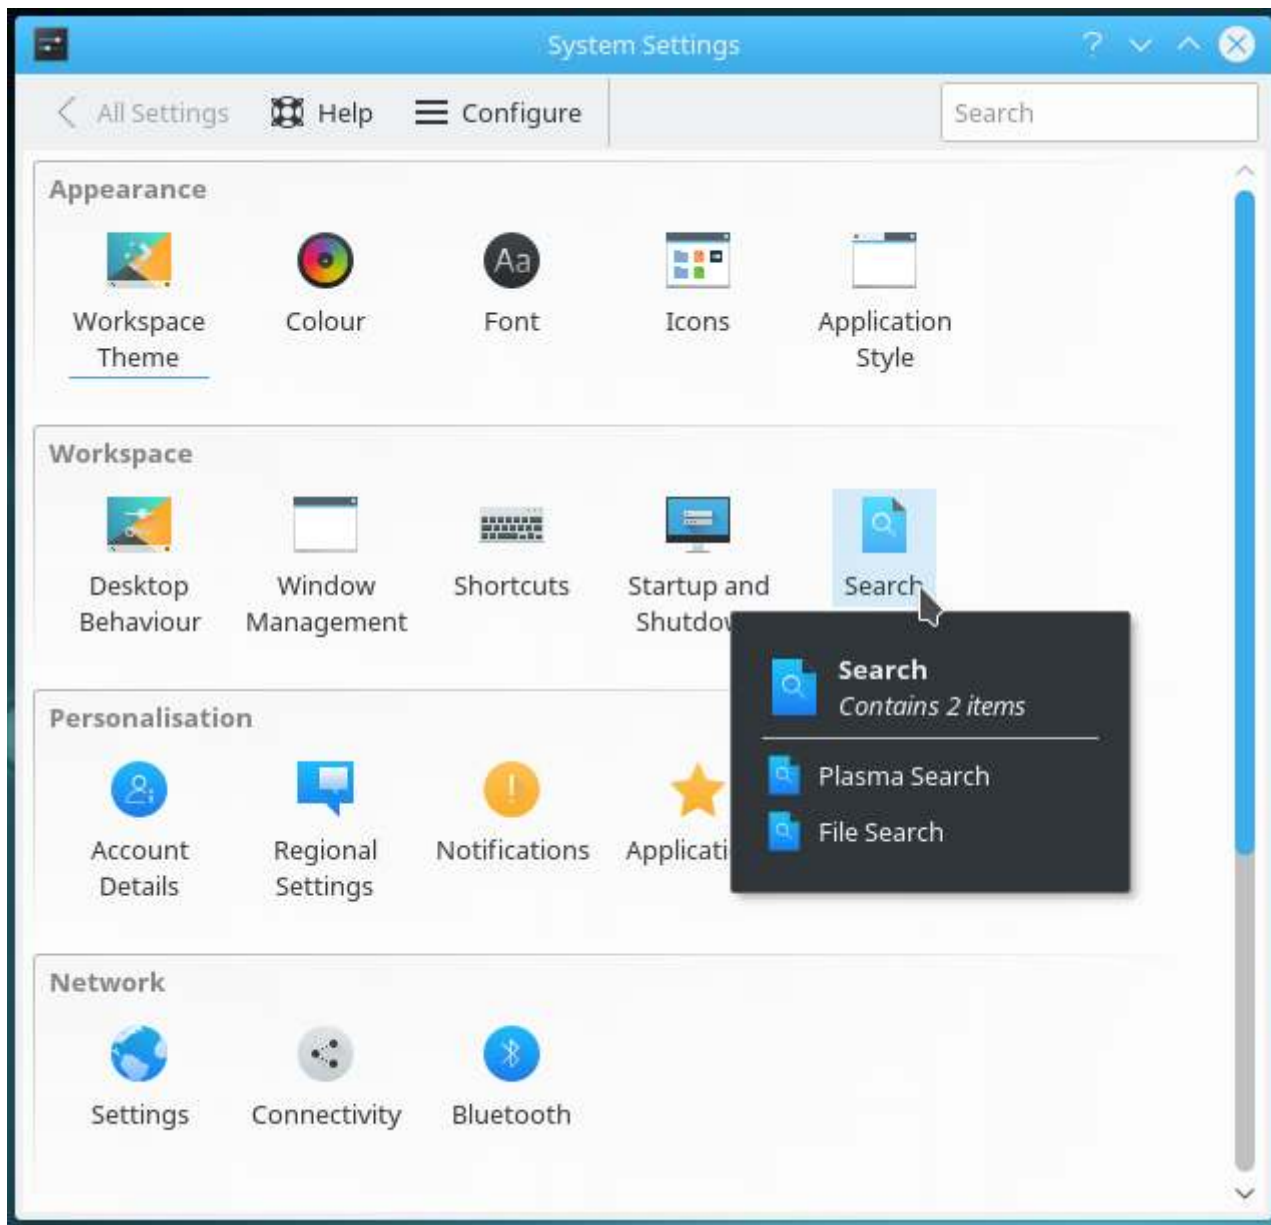 System Settings
All Settings Help Configure Search
Appearance
Workspace Theme
Colour
Font
Aa
Icons
Application Style
Workspace
Desktop Behaviour
Window Management
Shortcuts
Startup and
Search
Search
Contains 2 items
Plasma Search
File Search
Personalisation
Account Details
Regional Settings
Notifications
Network
Settings
Connectivity
Bluetooth